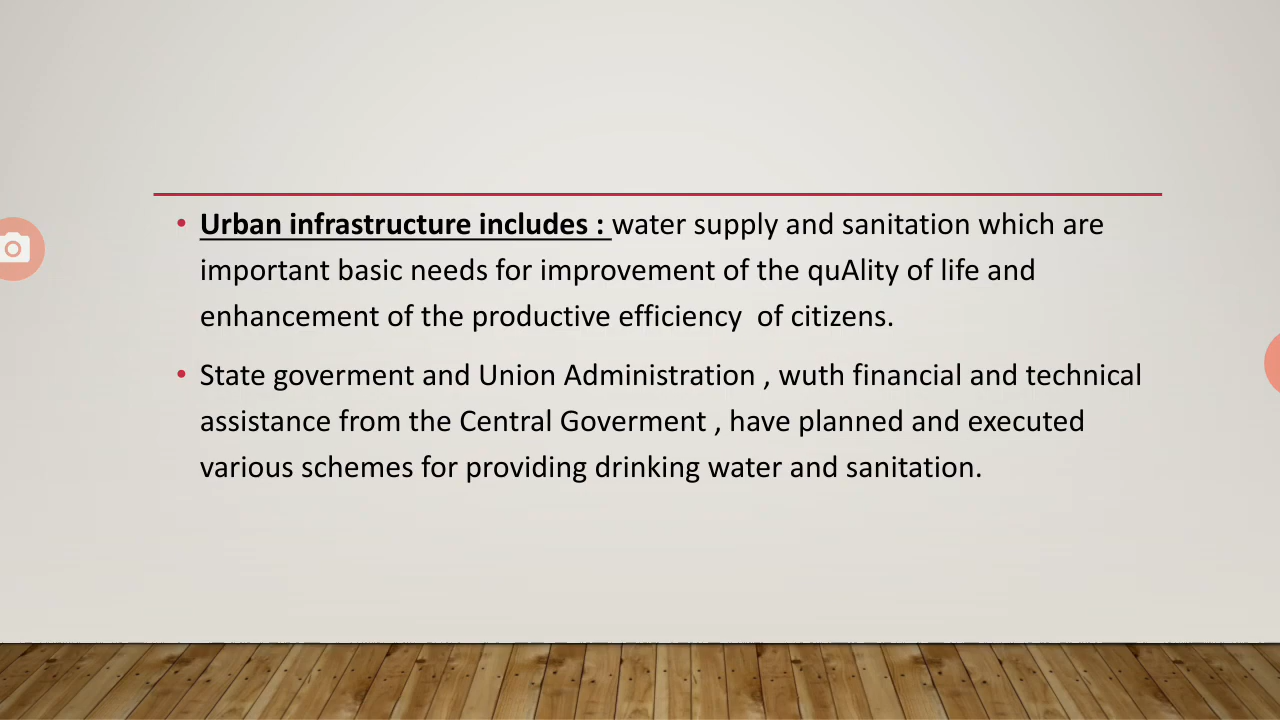 • Urban infrastructure includes : water supply and sanitation which are
important basic needs for improvement of the quAlity of life and
enhancement of the productive efficiency  of citizens.
• State goverment and Union Administration , wuth financial and technical
assistance from the Central Goverment , have planned and executed
various schemes for providing drinking water and sanitation.